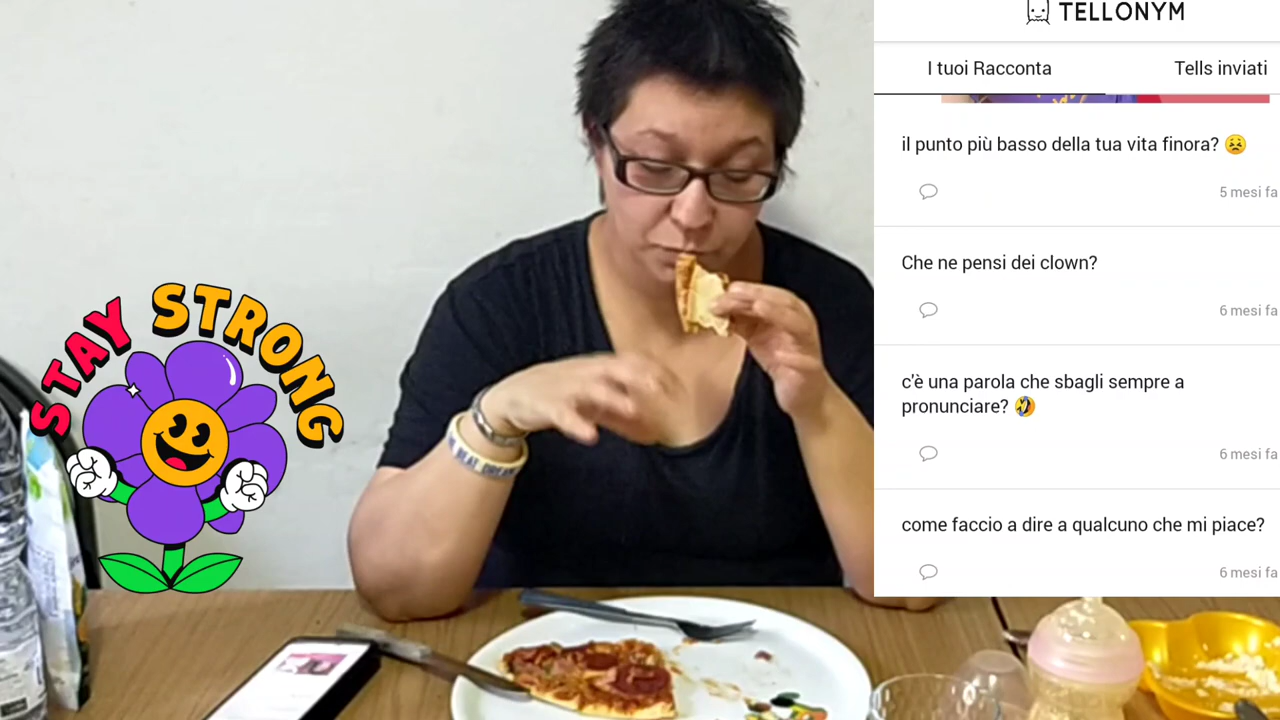 STAY STRONG
TELLONYM
I tuoi Racconta
Tells inviati
il punto più basso della tua vita finora? 😣
5 mesi fa
Che ne pensi dei clown?
6 mesi fa
c'è una parola che sbagli sempre a
pronunciare? 🤣
6 mesi fa
come faccio a dire a qualcuno che mi piace?
6 mesi fa